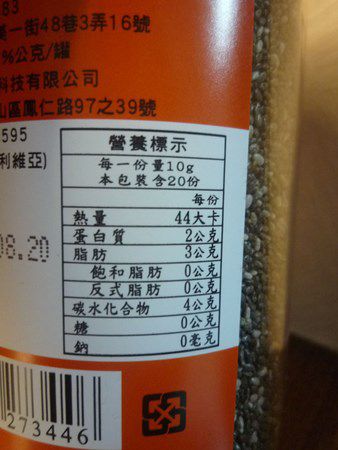 83
美一街48巷3弄16號
%公克/罐
科技有限公司
山區鳳仁路97之39號
595
利維亞)
08.20
營養標示
每一份量10g
本包裝含20份
每份
熱量 44大卡
蛋白質 2公克
脂肪 3公克
飽和脂肪 0公克
反式脂肪 0公克
碳水化合物 4公克
糖 0公克
鈉 0毫克
273446